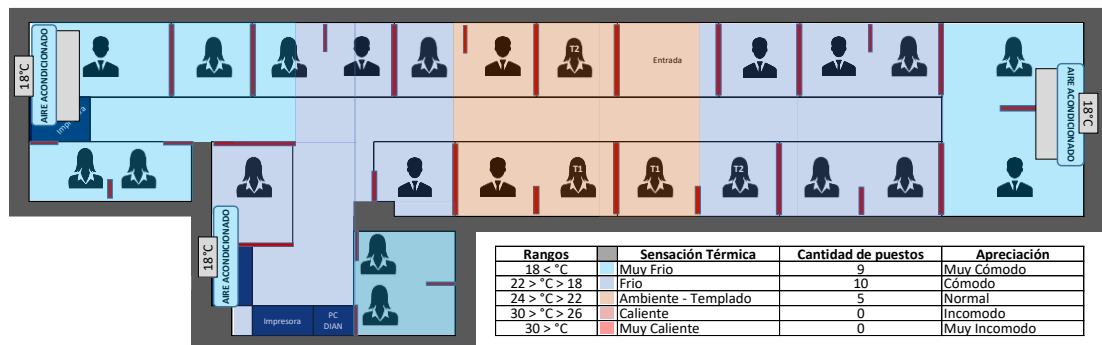 AIRE ACONDICIONADO
18°C
T2
Entrada
AIRE ACONDICIONADO
18°C
Impresora
T1
T1
T2
AIRE ACONDICIONADO
18°C
Impresora
PC
DIAN
Rangos Sensación Térmica Cantidad de puestos Apreciación
18 < °C Muy Frio 9 Muy Cómodo
22 > °C > 18 Frio 10 Cómodo
24 > °C > 22 Ambiente - Templado 5 Normal
30 > °C > 26 Caliente 0 Incomodo
30 > °C Muy Caliente 0 Muy Incomodo